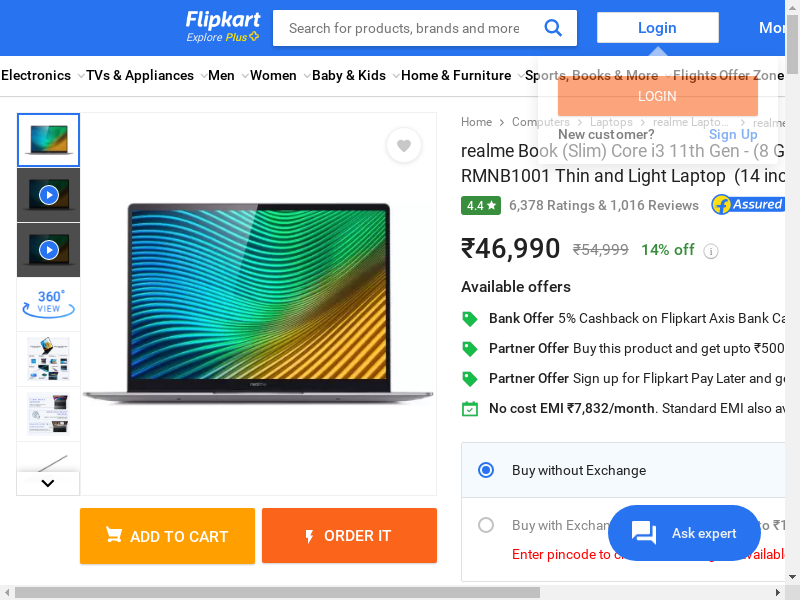 Flipkart
Explore Plus
Search for products, brands and more
Login
Mor
Electronics
TVs & Appliances
Men
Women
Baby & Kids
Home & Furniture
Sports, Books & More
Flights
Offer Zone
LOGIN
New customer?
Sign Up
Home
Computers
Laptops
realme Lapto...
realme
realme Book (Slim) Core i3 11th Gen - (8 G
RMNB1001 Thin and Light Laptop (14 inc
4.4
6,378 Ratings & 1,016 Reviews
Assured
₹46,990
₹54,999
14% off
Available offers
Bank Offer 5% Cashback on Flipkart Axis Bank Ca
Partner Offer Buy this product and get upto ₹500
Partner Offer Sign up for Flipkart Pay Later and ge
No cost EMI ₹7,832/month. Standard EMI also av
360°
VIEW
realme
Buy without Exchange
Buy with Exchan
to ₹1
Enter pincode to c
availabl
Ask expert
ADD TO CART
ORDER IT